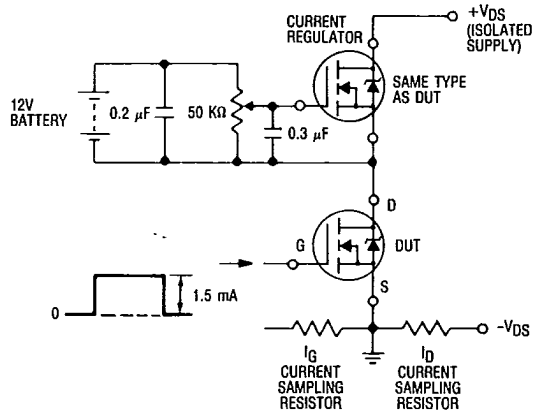 CURRENT
REGULATOR
+VDS
(ISOLATED
SUPPLY)
SAME TYPE
AS DUT
12V
BATTERY
0.2 µF
50 KΩ
0.3 µF
D
G
DUT
S
0
1.5 mA
-VDS
IG
CURRENT
SAMPLING
RESISTOR
ID
CURRENT
SAMPLING
RESISTOR